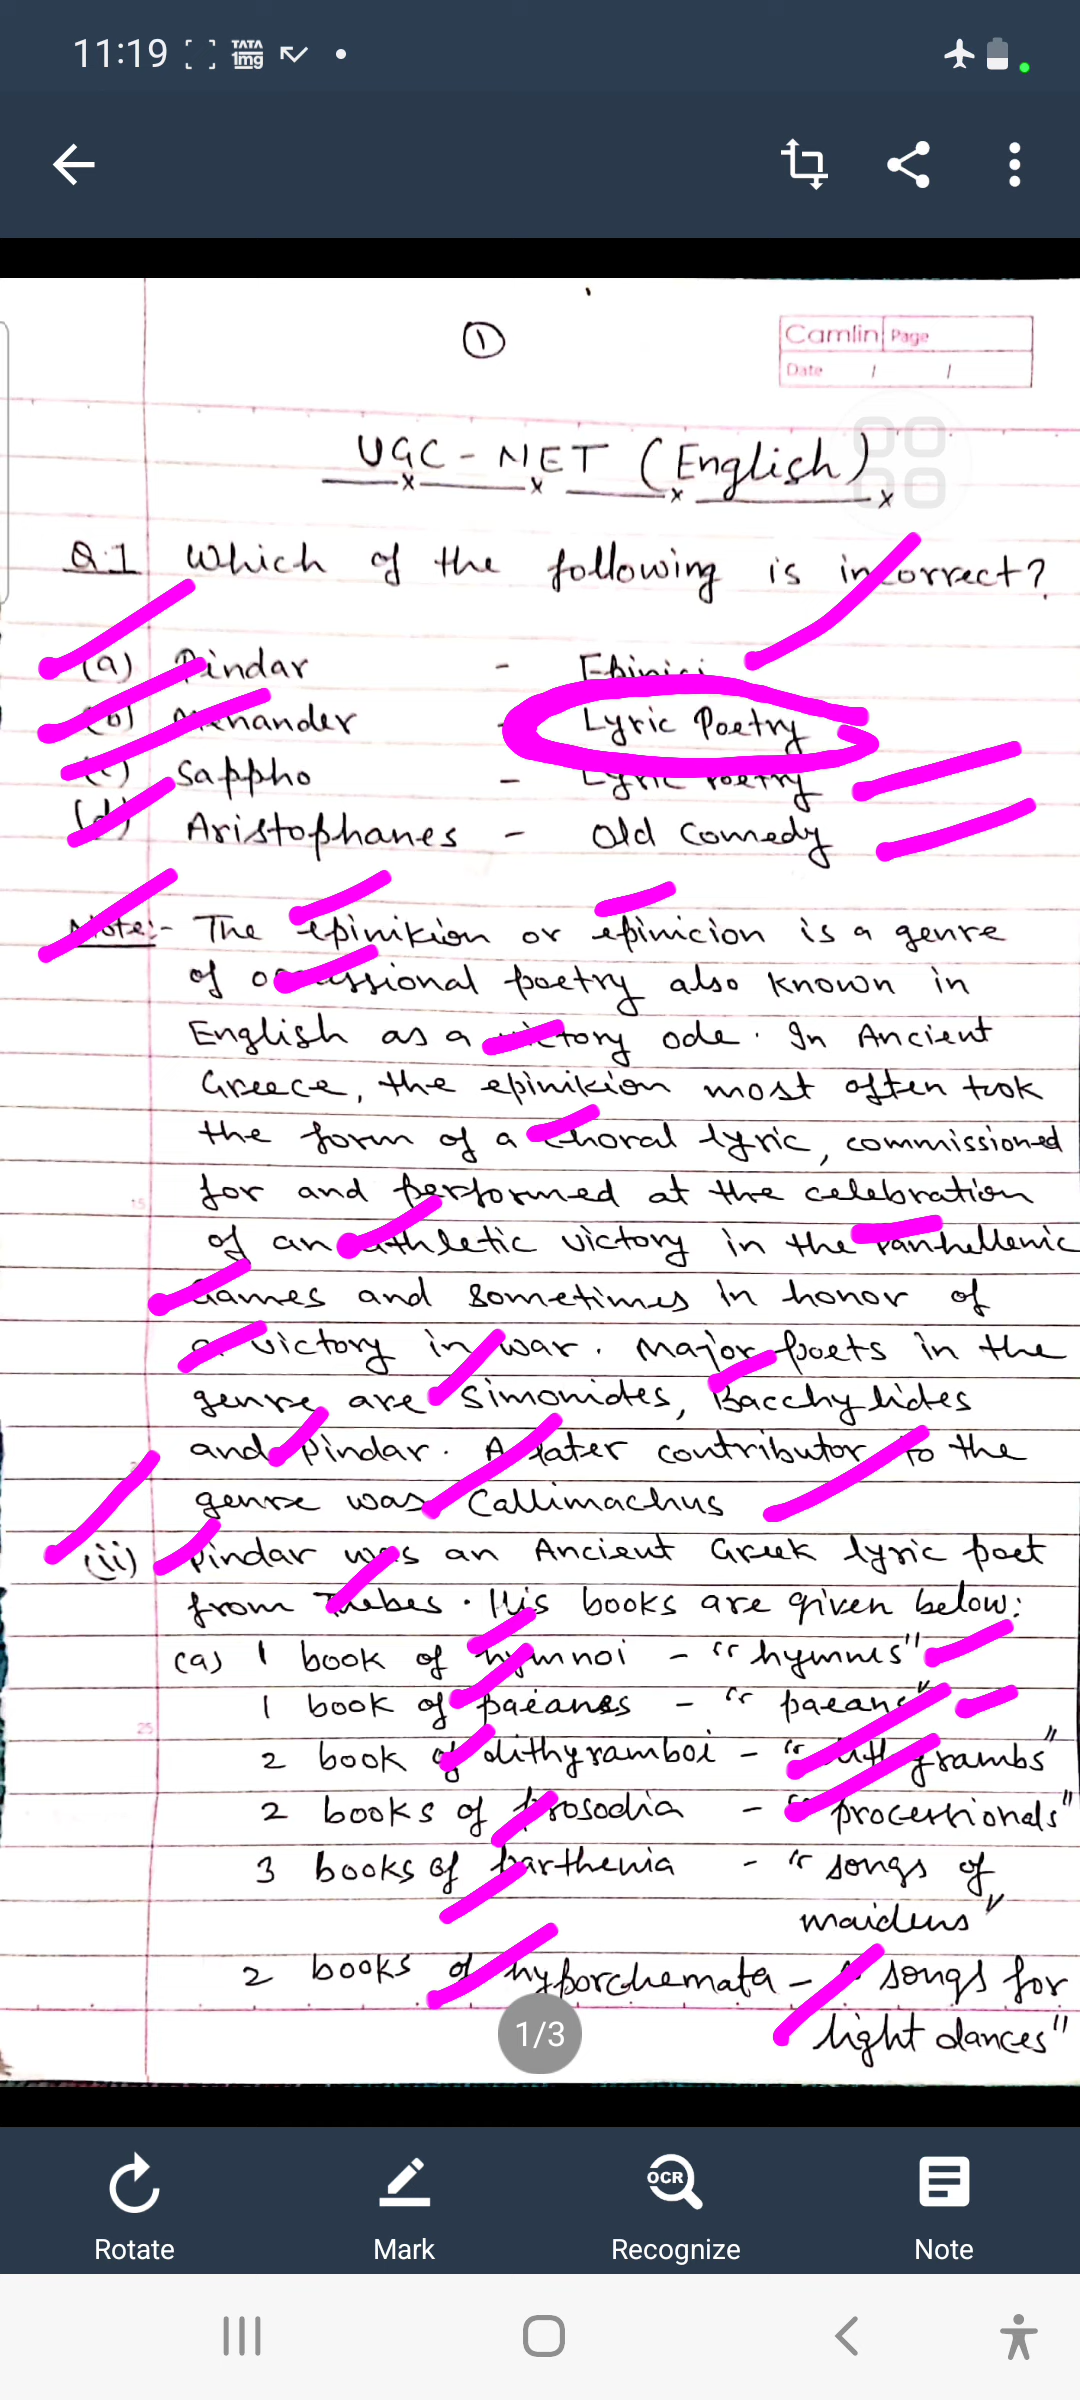 11:19 TATA 1mg
1
Camlin Page
Date / /
UGC - NET (English)
Q.1 Which of the following is incorrect?
(a) Pindar - Epinici
(b) Menander - Lyric Poetry
(c) Sappho - Lyric Poetry
(d) Aristophanes - Old Comedy
Note:- The epinikion or epinicion is a genre
of occassional poetry also known in
English as a victory ode. In Ancient
Greece, the epinikion most often took
the form of a choral lyric, commissioned
for and performed at the celebration
of an athletic victory in the Panhellenic
Games and sometimes in honor of
a victory in war. Major poets in the
genre are Simonides, Bacchylides
and Pindar. A later contributor to the
genre was Callimachus
(ii) Pindar was an Ancient Greek lyric poet
from Thebes. His books are given below:
(a) 1 book of hymnoi - "hymns"
1 book of paeanes - "paeans"
2 book of dithyramboi - "dithyrambs"
2 books of prosodia - "processionals"
3 books of parthenia - "songs of
maidens"
2 books of hyporchemata - "songs for
light dances"
15
25
1/3
Rotate Mark OCR Recognize Note